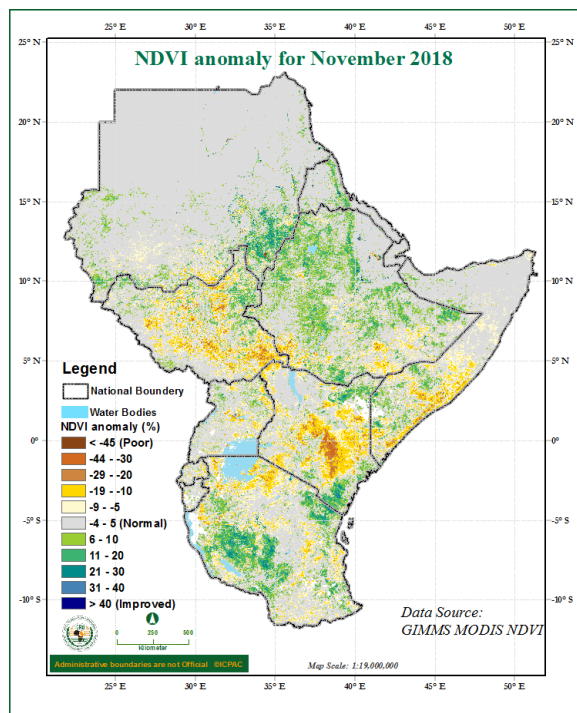 25° N
25° E
30° E
35° E
40° E
45° E
50° E
25° N
NDVI anomaly for November 2018
20° N
20° N
15° N
15° N
10° N
10° N
5° N
5° N
0°
0°
5° S
5° S
10° S
10° S
Legend
National Boundary
Water Bodies
NDVI anomaly (%)
< -45 (Poor)
-44 - -30
-29 - -20
-19 - -10
-9 - -5
-4 - 5 (Normal)
6 - 10
11 - 20
21 - 30
31 - 40
> 40 (Improved)
0 250 500
kilometer
Data Source:
GIMMS MODIS NDVI
Administrative boundaries are not Official ©ICPAC
Map Scale: 1:19,000,000
25° E
30° E
35° E
40° E
45° E
50° E